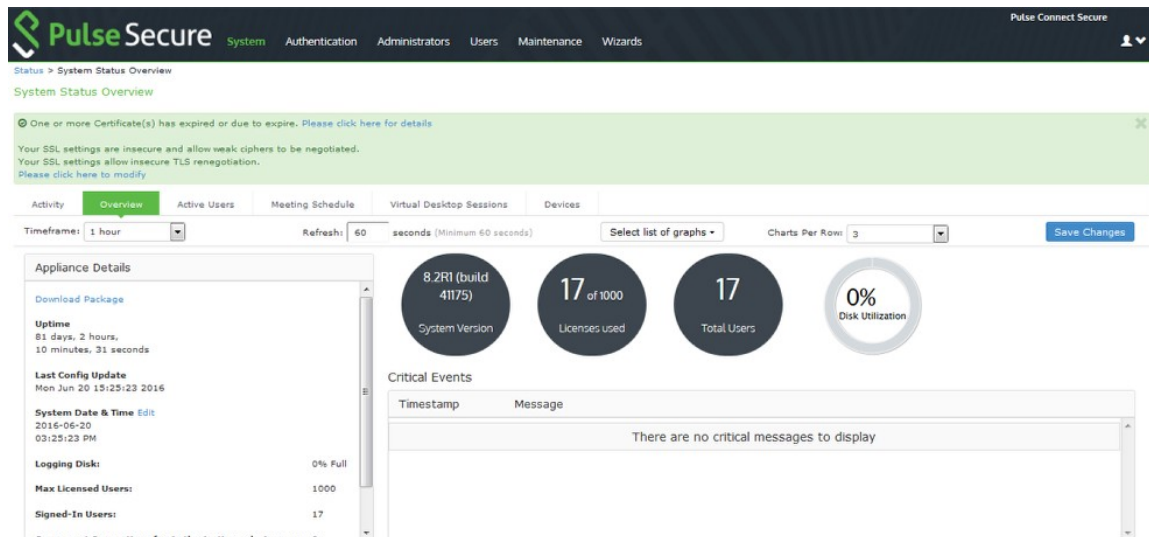 Pulse Connect Secure
Pulse Secure
System Authentication Administrators Users Maintenance Wizards
Status > System Status Overview
System Status Overview
One or more Certificate(s) has expired or due to expire. Please click here for details
Your SSL settings are insecure and allow weak ciphers to be negotiated.
Your SSL settings allow insecure TLS renegotiation.
Please click here to modify
Activity Overview Active Users Meeting Schedule Virtual Desktop Sessions Devices
Timeframe: 1 hour Refresh: 60 seconds (Minimum 60 seconds) Select list of graphs Charts Per Row: 3 Save Changes
Appliance Details
Download Package
Uptime
81 days, 2 hours,
10 minutes, 31 seconds
Last Config Update
Mon Jun 20 15:25:23 2016
System Date & Time Edit
2016-06-20
03:25:23 PM
Logging Disk: 0% Full
Max Licensed Users: 1000
Signed-In Users: 17
8.2R1 (build
41175)
System Version
17 of 1000
Licenses used
17
Total Users
0%
Disk Utilization
Critical Events
Timestamp Message
There are no critical messages to display